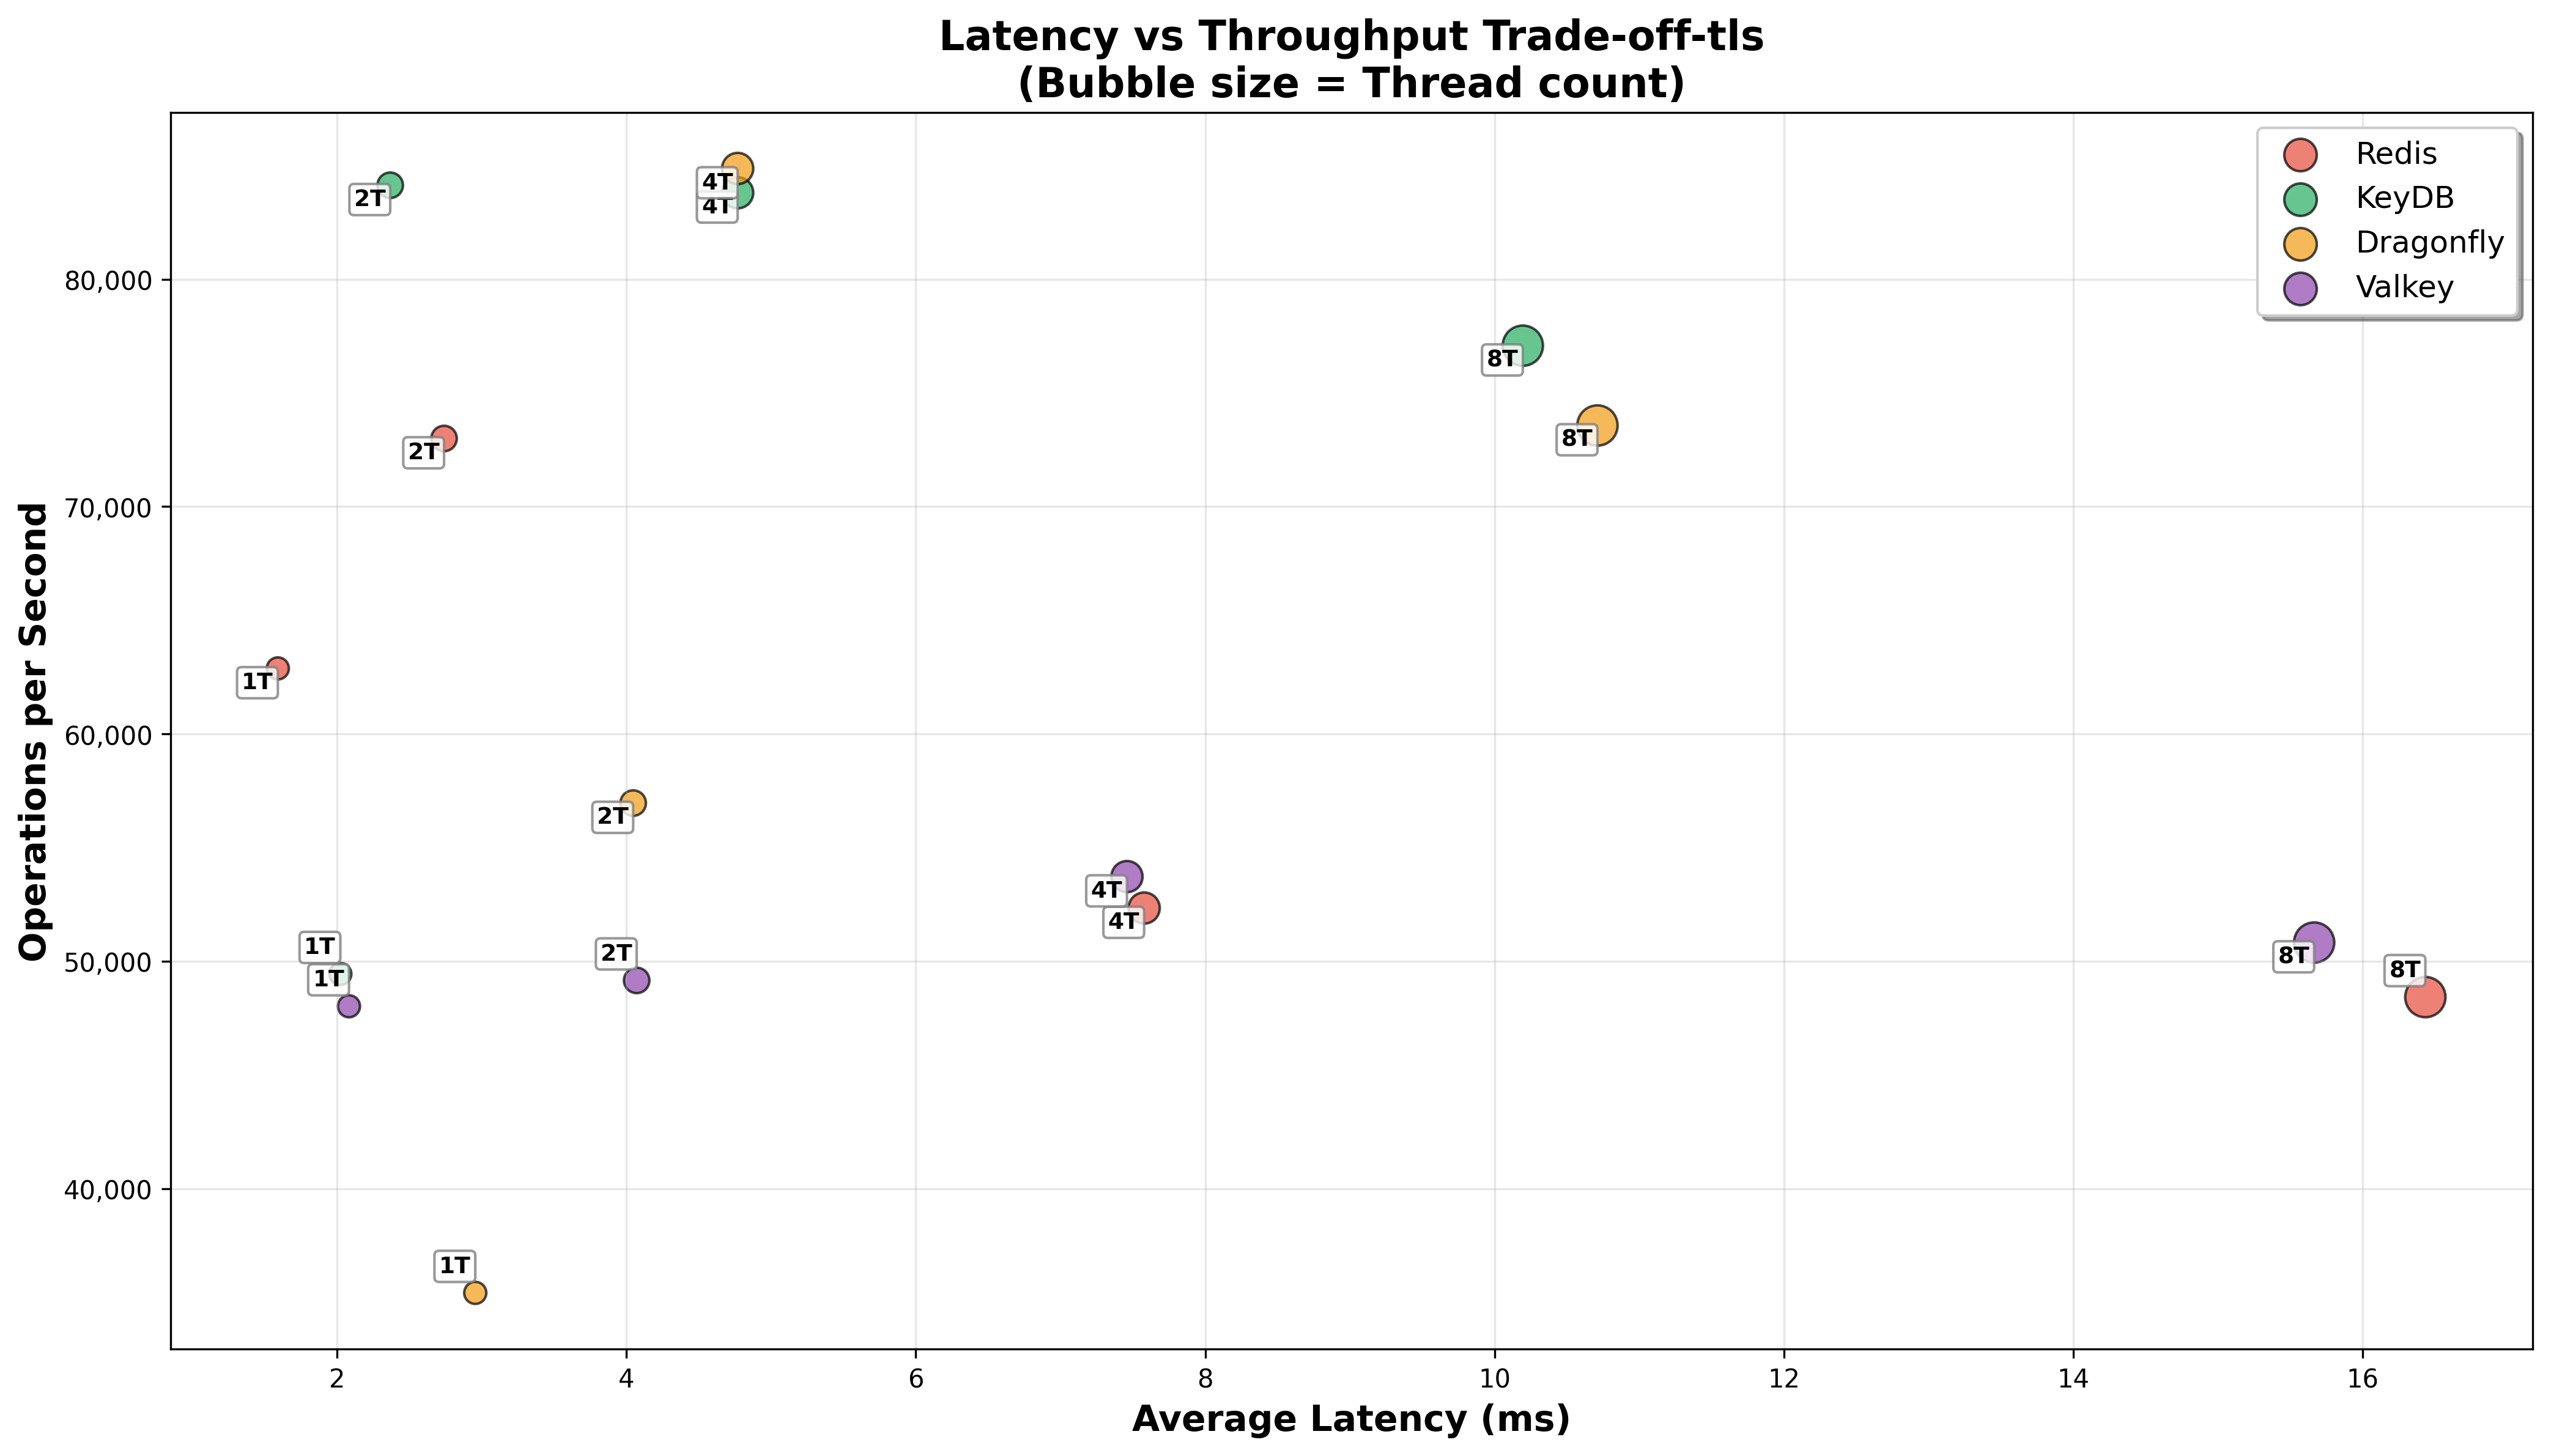 Latency vs Throughput Trade-off-tls
(Bubble size = Thread count)
Redis
KeyDB
Dragonfly
Valkey
Operations per Second
80,000
70,000
60,000
50,000
40,000
2T
4T
4T
8T
8T
2T
1T
2T
4T
4T
1T
1T
2T
8T
8T
1T
2
4
6
8
10
12
14
16
Average Latency (ms)